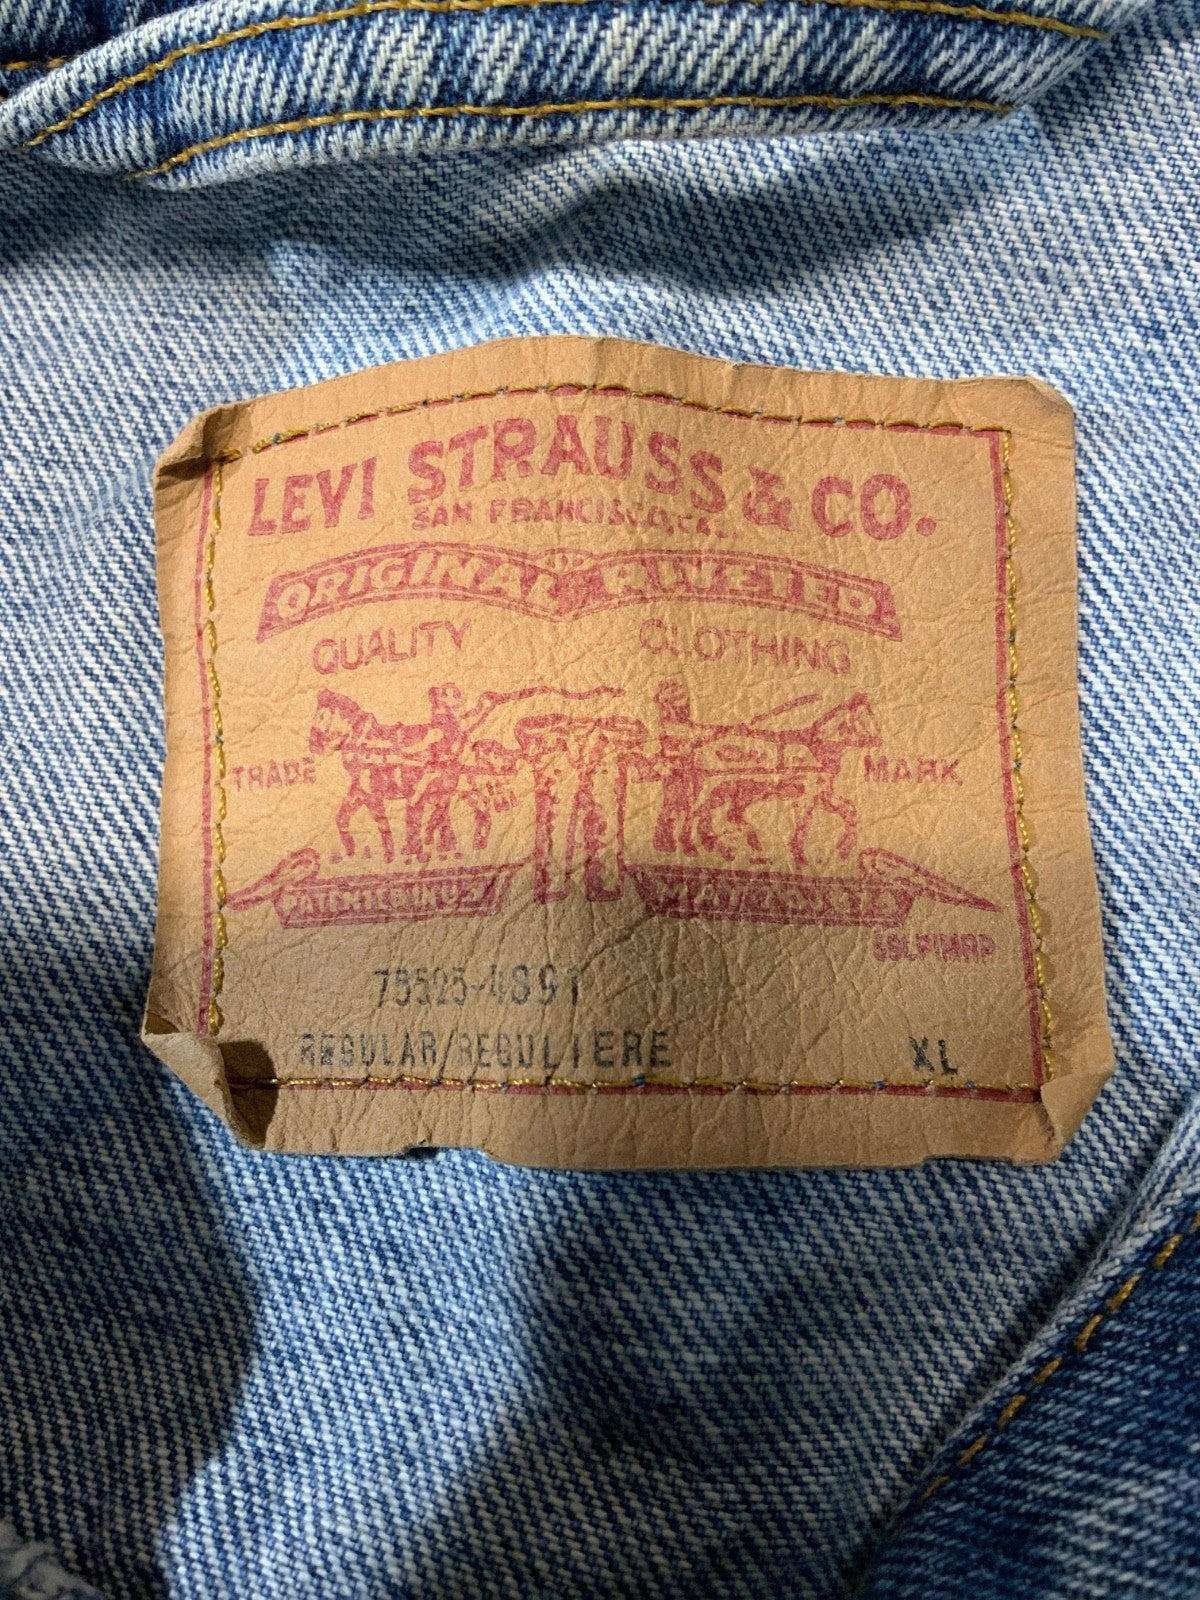 LEVI STRAUSS & CO.
SAN FRANCISCO, CAL.
ORIGINAL RIVETED
QUALITY CLOTHING
TRADE MARK
75525-4891
REGULAR/REGULIERE XL